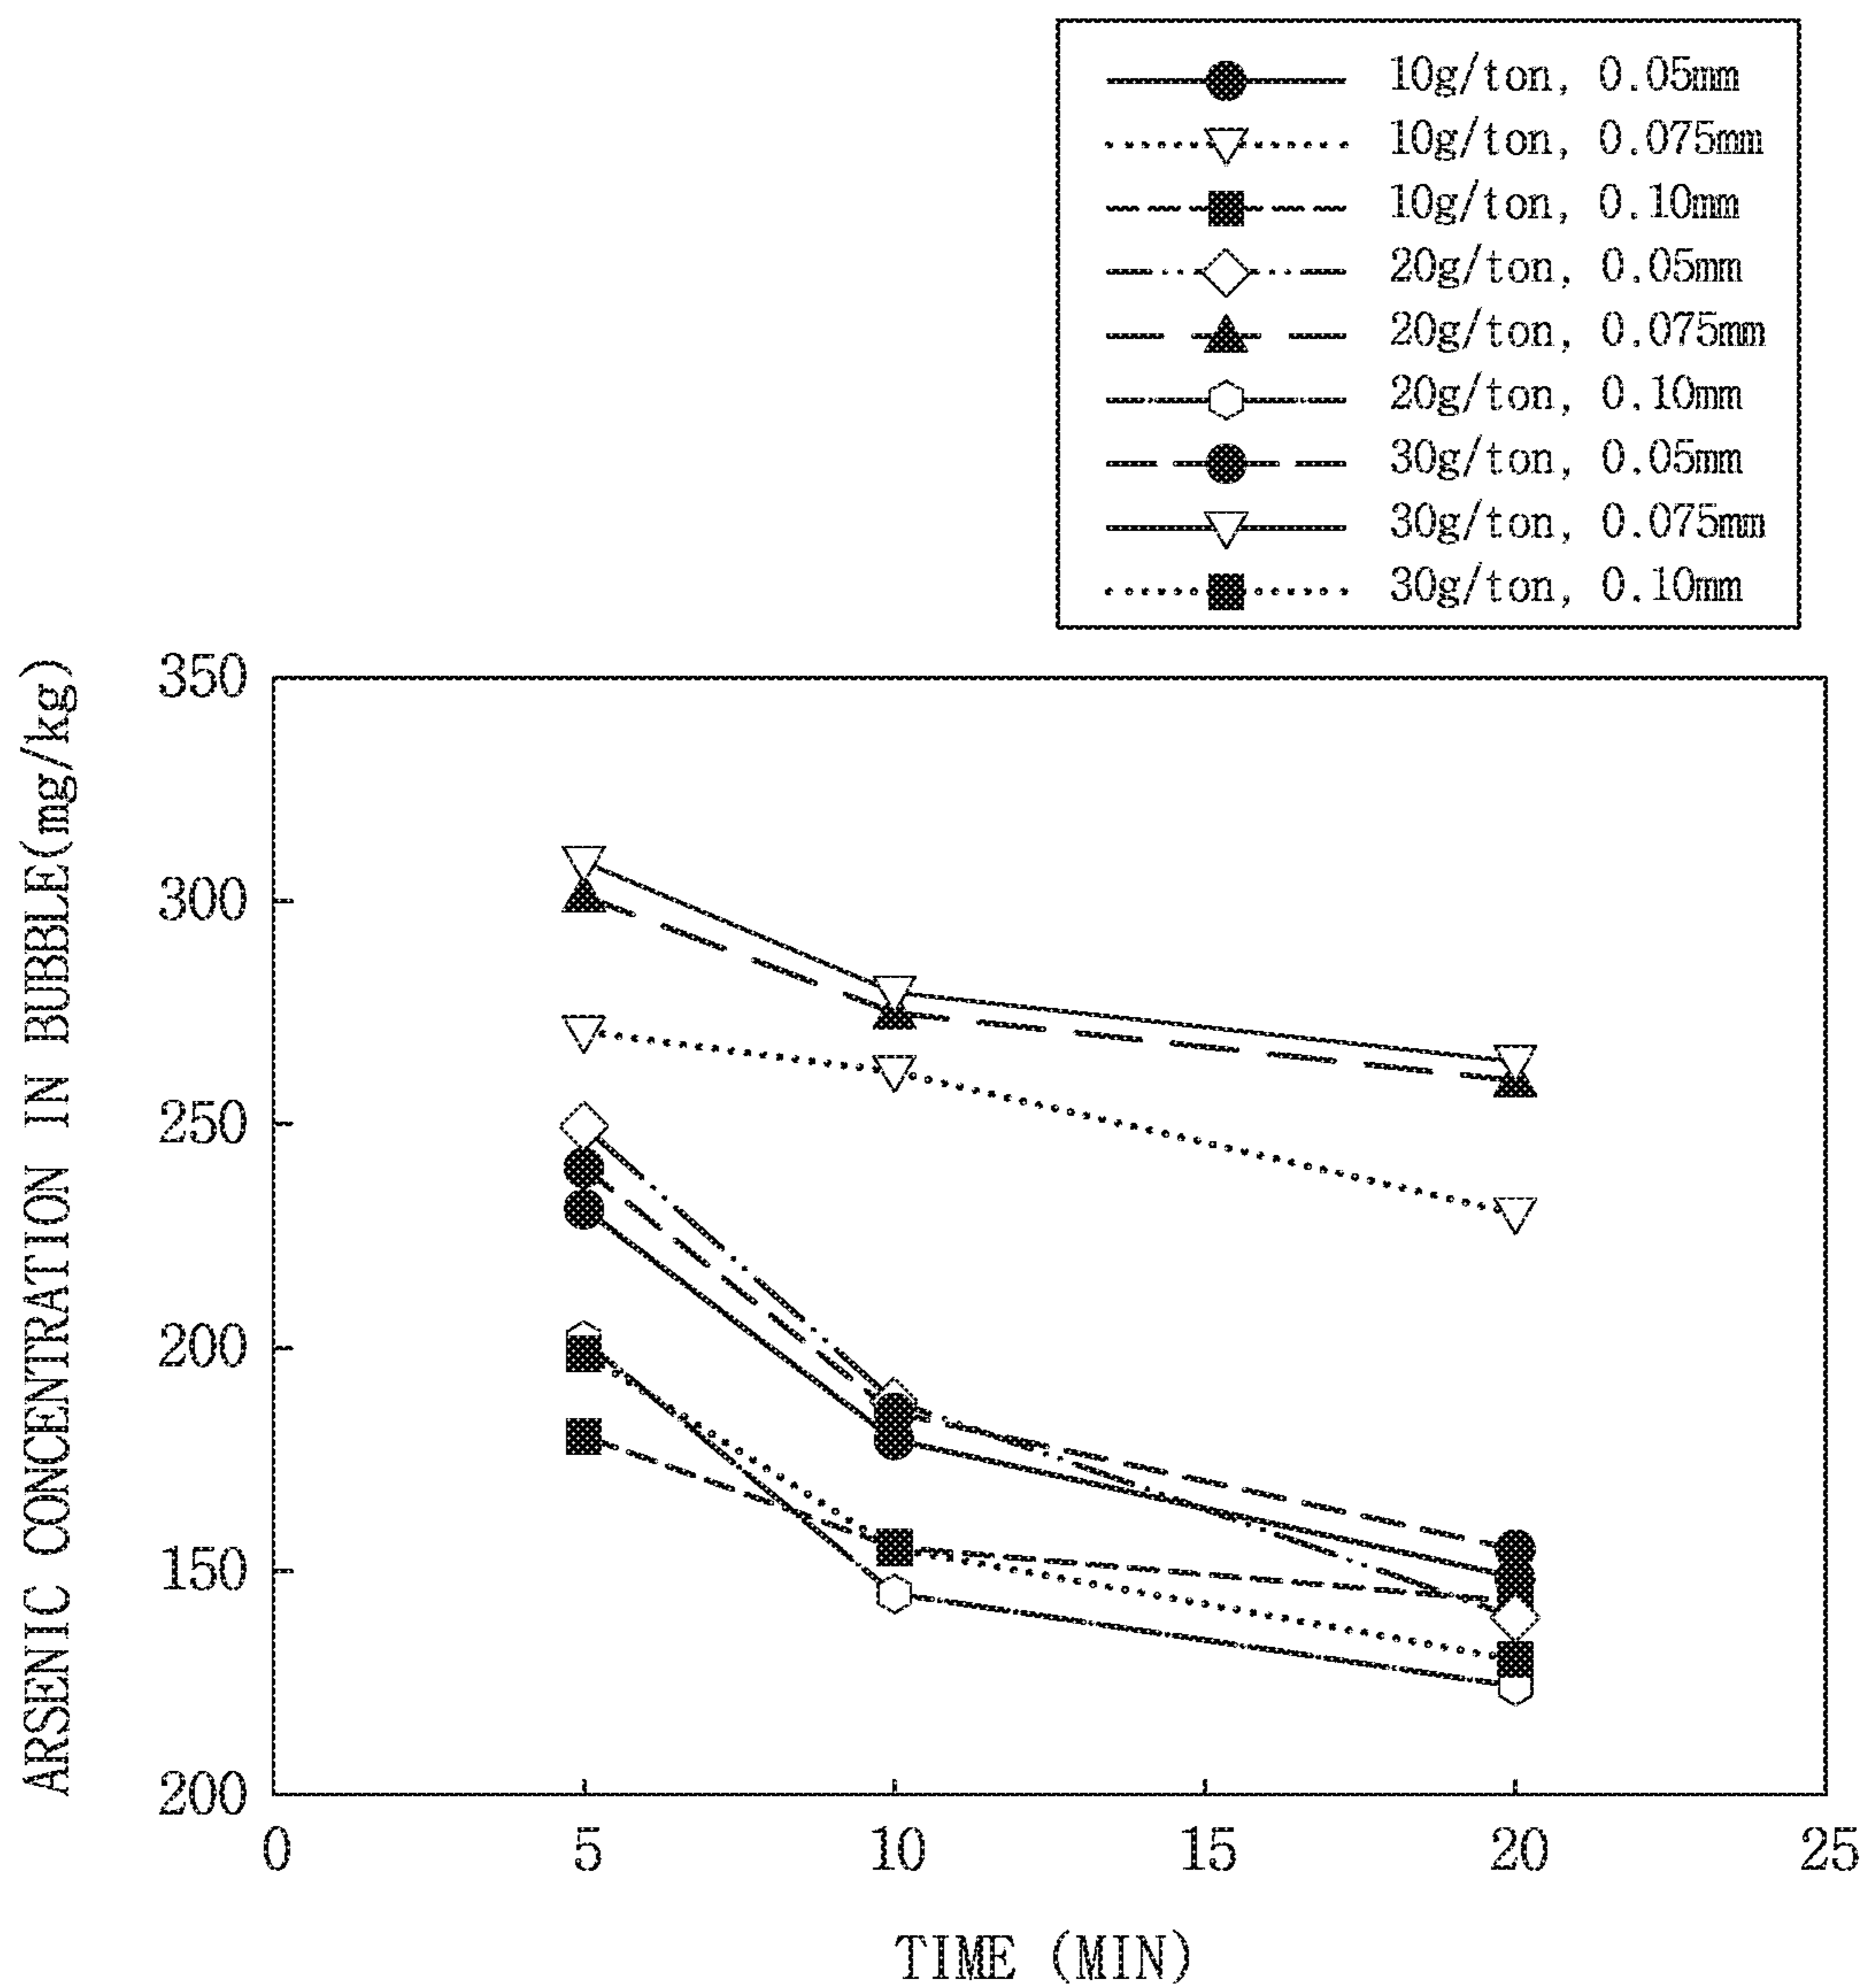 10g/ton, 0.05mm
10g/ton, 0.075mm
10g/ton, 0.10mm
20g/ton, 0.05mm
20g/ton, 0.075mm
20g/ton, 0.10mm
30g/ton, 0.05mm
30g/ton, 0.075mm
30g/ton, 0.10mm
ARSENIC CONCENTRATION IN BUBBLE(mg/kg)
350
300
250
200
150
200
0 5 10 15 20 25
TIME (MIN)